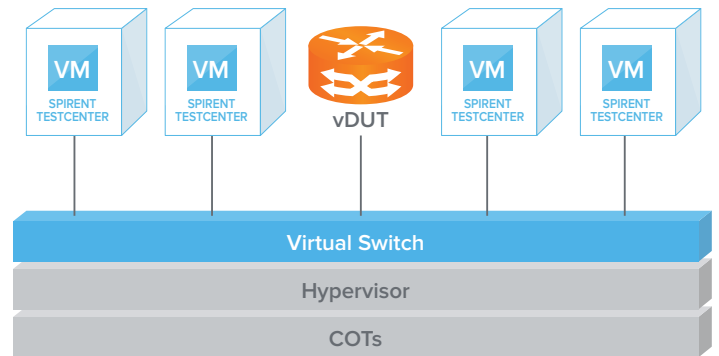 VM
SPIRENT
TESTCENTER
VM
SPIRENT
TESTCENTER
vDUT
VM
SPIRENT
TESTCENTER
VM
SPIRENT
TESTCENTER
Virtual Switch
Hypervisor
COTs